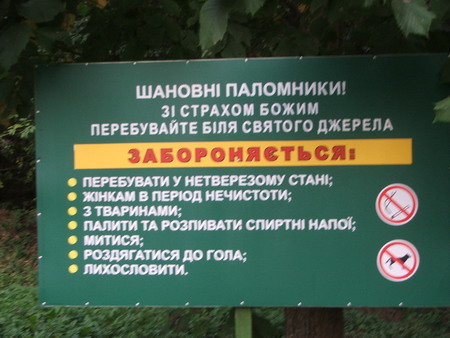 ШАНОВНІ ПАЛОМНИКИ!
ЗІ СТРАХОМ БОЖИМ
ПЕРЕБУВАЙТЕ БІЛЯ СВЯТОГО ДЖЕРЕЛА
ЗАБОРОНЯЄТЬСЯ:
ПЕРЕБУВАТИ У НЕТВЕРЕЗОМУ СТАНІ;
ЖІНКАМ В ПЕРІОД НЕЧИСТОТИ;
З ТВАРИНАМИ;
ПАЛИТИ ТА РОЗПИВАТИ СПИРТНІ НАПОЇ;
МИТИСЯ;
РОЗДЯГАТИСЯ ДО ГОЛА;
ЛИХОСЛОВИТИ.